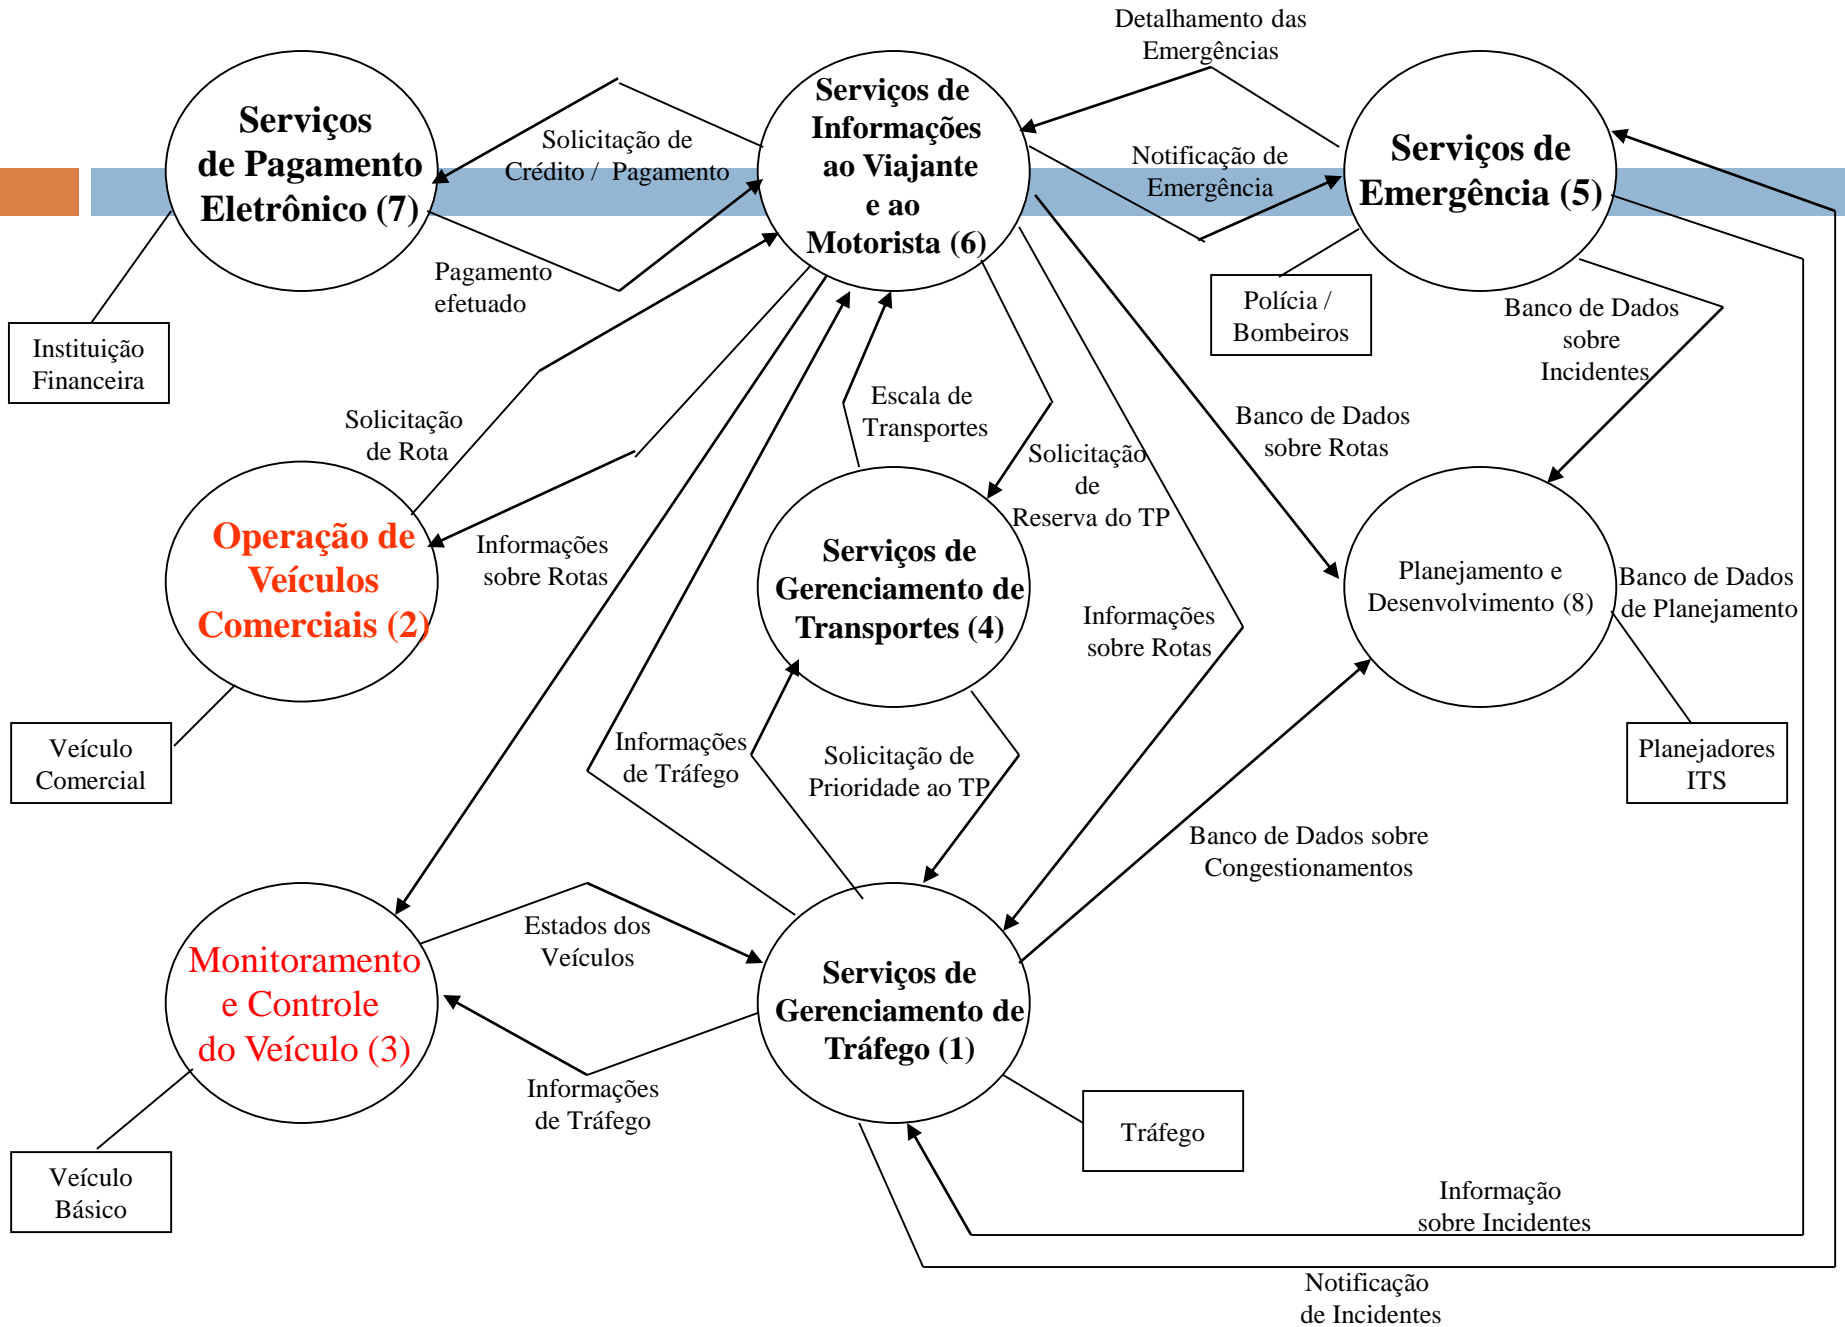 Detalhamento das
Emergências
Serviços
de Pagamento
Eletrônico (7)
Solicitação de
Crédito / Pagamento
Serviços de
Informações
ao Viajante
e ao
Motorista (6)
Notificação de
Emergência
Serviços de
Emergência (5)
Pagamento
efetuado
Instituição
Financeira
Polícia /
Bombeiros
Banco de Dados
sobre
Incidentes
Solicitação
de Rota
Escala de
Transportes
Banco de Dados
sobre Rotas
Solicitação
de
Reserva do TP
Operação de
Veículos
Comerciais (2)
Informações
sobre Rotas
Serviços de
Gerenciamento de
Transportes (4)
Informações
sobre Rotas
Planejamento e
Desenvolvimento (8)
Banco de Dados
de Planejamento
Veículo
Comercial
Informações
de Tráfego
Solicitação de
Prioridade ao TP
Planejadores
ITS
Banco de Dados sobre
Congestionamentos
Monitoramento
e Controle
do Veículo (3)
Estados dos
Veículos
Serviços de
Gerenciamento de
Tráfego (1)
Informações
de Tráfego
Tráfego
Veículo
Básico
Informação
sobre Incidentes
Notificação
de Incidentes